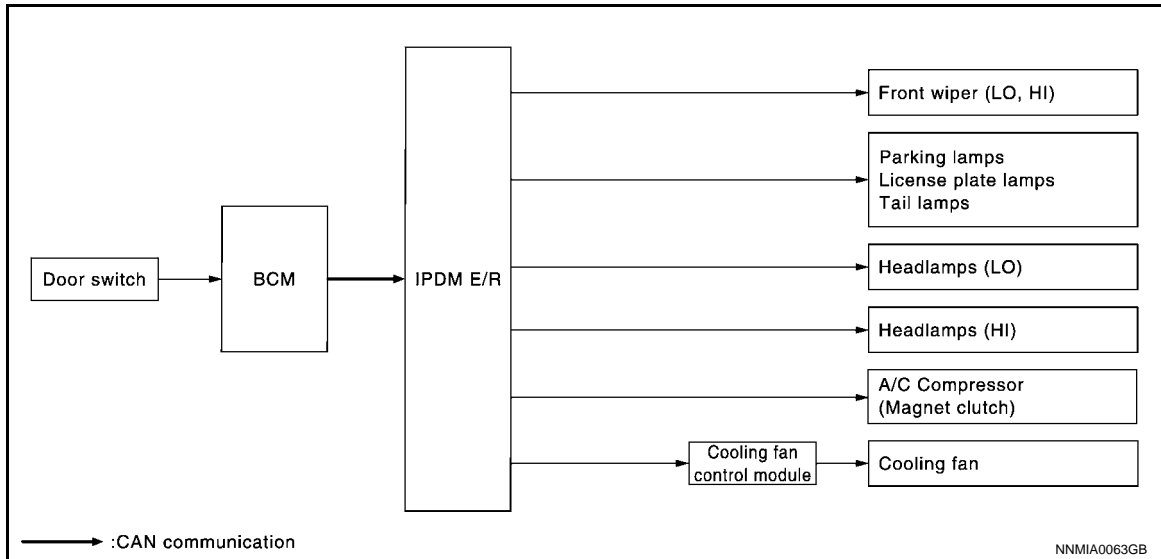 Front wiper (LO, HI)
Parking lamps
License plate lamps
Tail lamps
Door switch
BCM
IPDM E/R
Headlamps (LO)
Headlamps (HI)
A/C Compressor
(Magnet clutch)
Cooling fan
control module
Cooling fan
:CAN communication
NNMIA0063GB